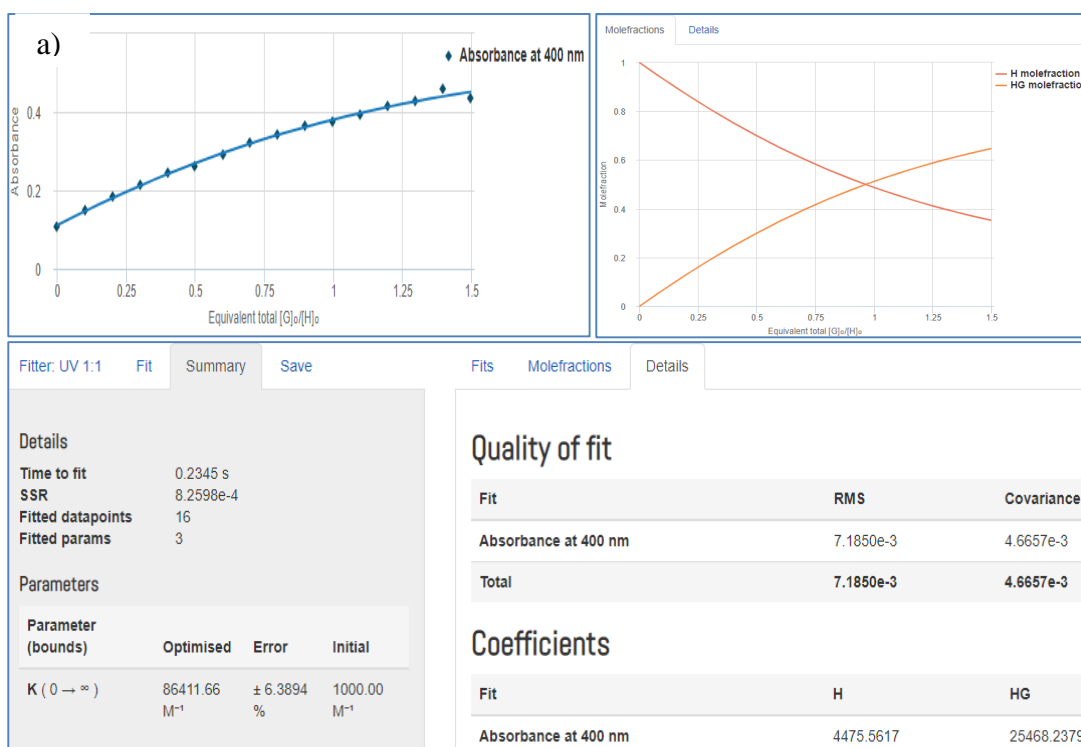 a)
Absorbance at 400 nm
Absorbance
0.4
0.2
0
0 0.25 0.5 0.75 1 1.25 1.5
Equivalent total [G]₀/[H]₀
Molefractions Details
H molefraction
HG molefractio
Molefraction
1
0.8
0.6
0.4
0.2
0
0 0.25 0.5 0.75 1 1.25 1.5
Equivalent total [G]₀/[H]₀
Fitter: UV 1:1 Fit Summary Save
Details
Time to fit 0.2345 s
SSR 8.2598e-4
Fitted datapoints 16
Fitted params 3
Parameters
Parameter
(bounds) Optimised Error Initial
K ( 0 → ∞ ) 86411.66 ± 6.3894 1000.00
M⁻¹ % M⁻¹
Fits Molefractions Details
Quality of fit
Fit RMS Covariance
Absorbance at 400 nm 7.1850e-3 4.6657e-3
Total 7.1850e-3 4.6657e-3
Coefficients
Fit H HG
Absorbance at 400 nm 4475.5617 25468.2379